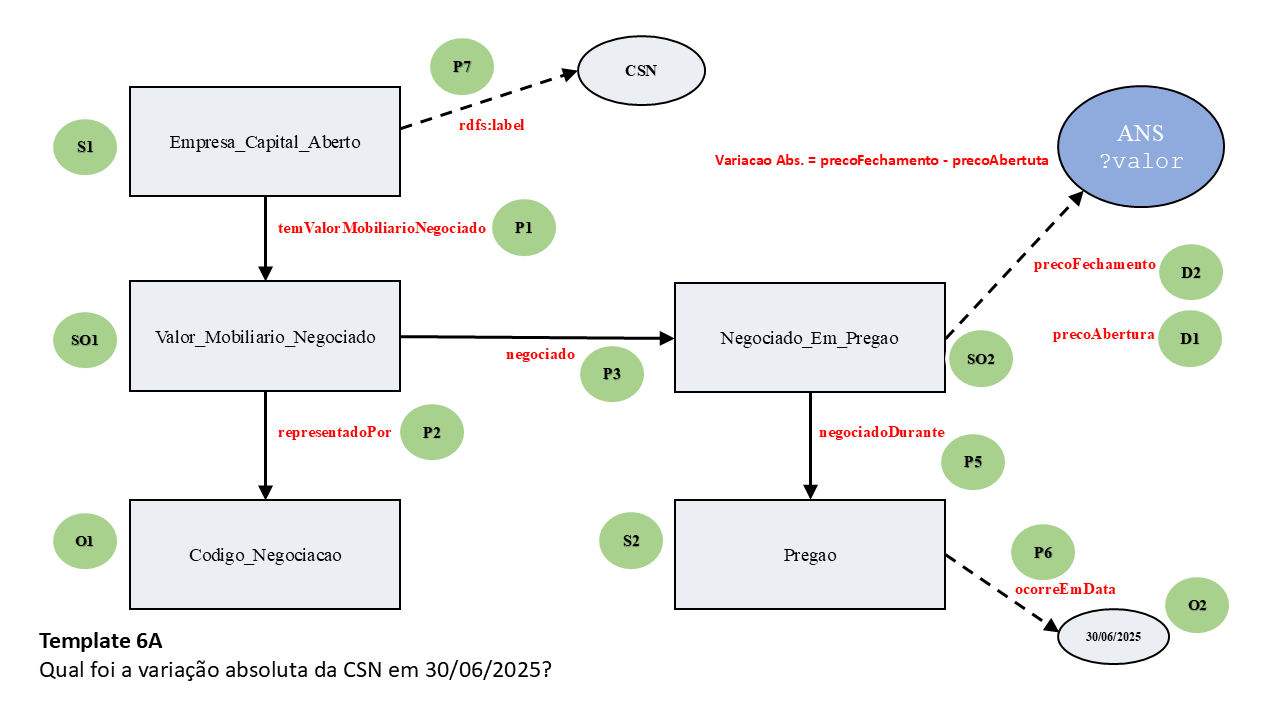 P7
CSN
rdfs:label
S1
Empresa_Capital_Aberto
ANS
?valor
Variacao Abs. = precoFechamento - precoAbertuta
temValorMobiliarioNegociado
P1
precoFechamento
D2
SO1
Valor_Mobiliario_Negociado
negociado
P3
Negociado_Em_Pregao
SO2
precoAbertura
D1
representadoPor
P2
negociadoDurante
P5
O1
Codigo_Negociacao
S2
Pregao
P6
ocorreEmData
O2
30/06/2025
Template 6A
Qual foi a variação absoluta da CSN em 30/06/2025?